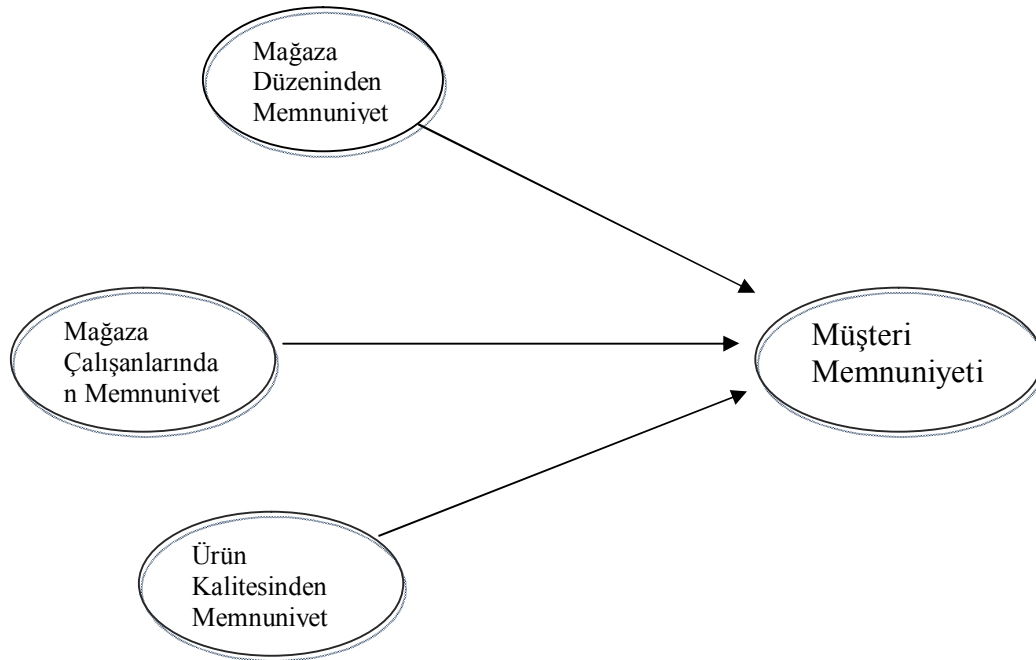 Mağaza
Düzeninden
Memnuniyet
Mağaza
Çalışanlarında
n Memnuniyet
Müşteri
Memnuniyeti
Ürün
Kalitesinden
Memnuniyet